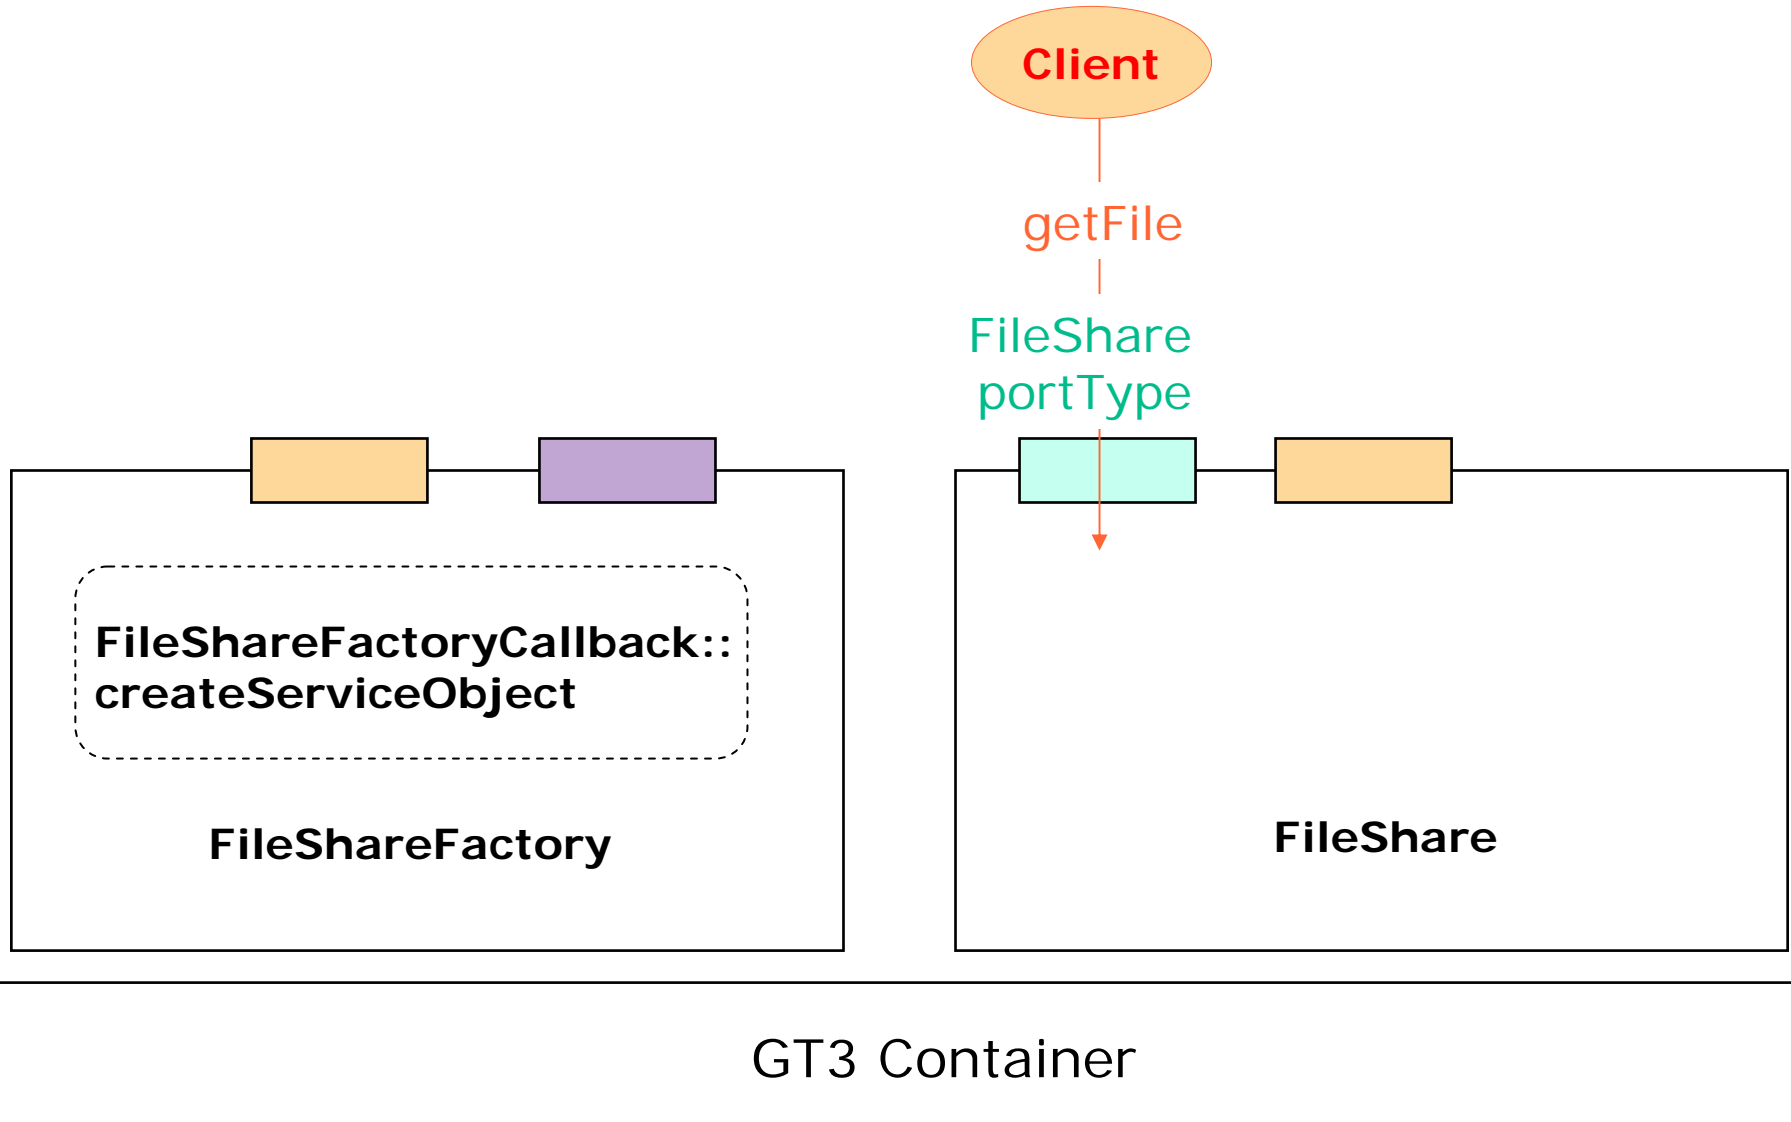 Client
getFile
FileShare
portType
FileShareFactoryCallback::
createServiceObject
FileShareFactory
FileShare
GT3 Container